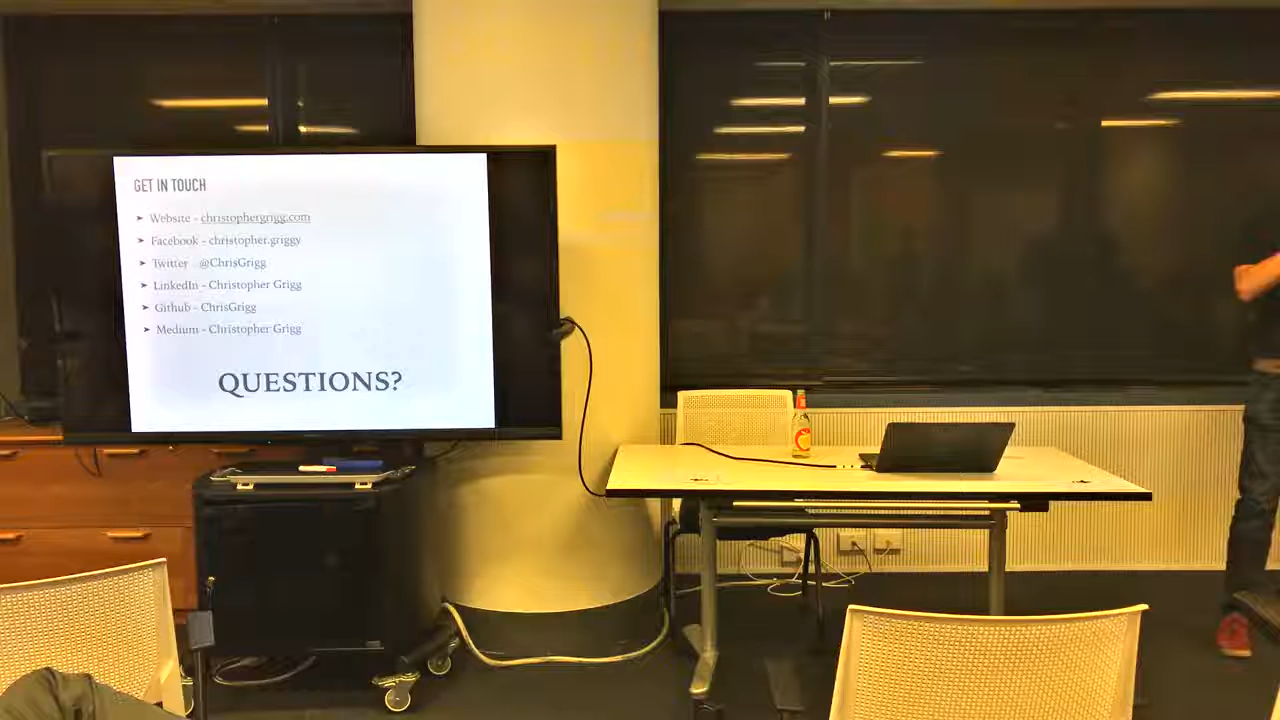 GET IN TOUCH
➤ Website - christophergrigg.com
➤ Facebook - christopher.griggy
➤ Twitter - @ChrisGrigg
➤ LinkedIn - Christopher Grigg
➤ Github - ChrisGrigg
➤ Medium - Christopher Grigg
QUESTIONS?